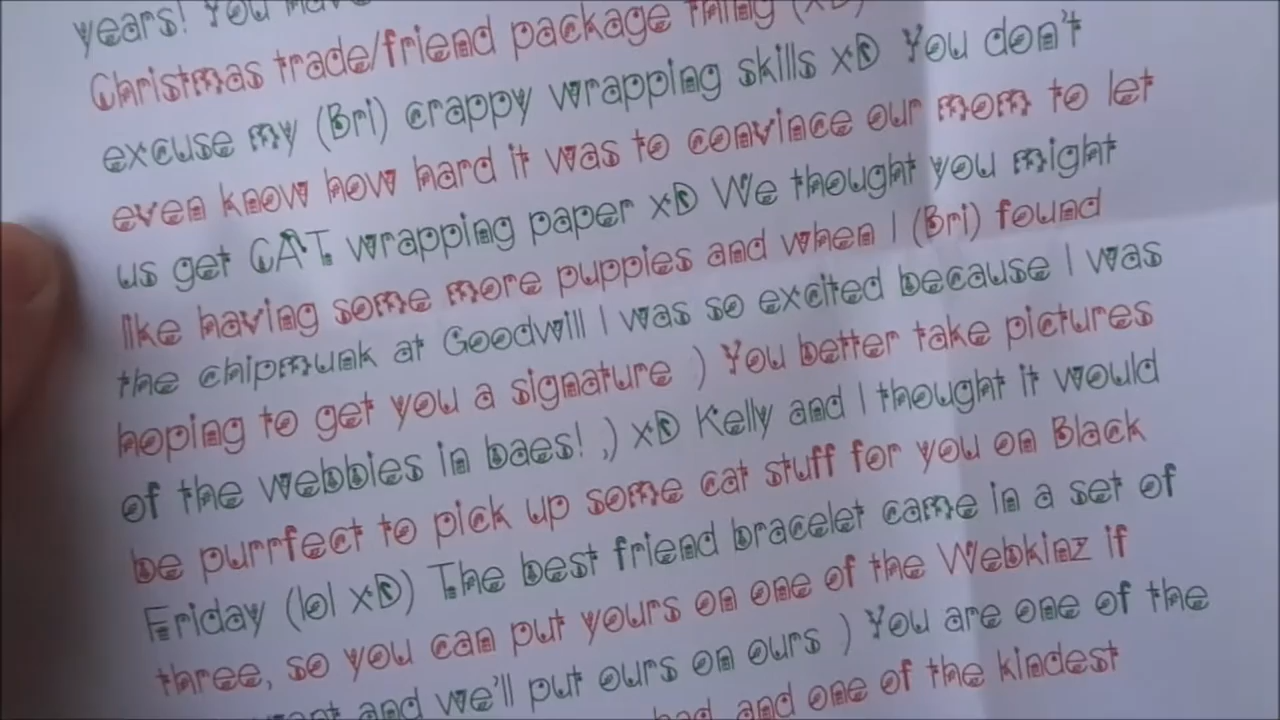 years! You have
Christmas trade/friend package thing (xD)
excuse my (Bri) crappy wrapping skills xD You don't
even know how hard it was to convince our mom to let
us get CAT wrapping paper xD We thought you might
like having some more puppies and when I (Bri) found
the chipmunk at Goodwill I was so excited because I was
hoping to get you a signature ) You better take pictures
of the webbies in baes! ,) xD Kelly and I thought it would
be purrfect to pick up some cat stuff for you on Black
Friday (lol xD) The best friend bracelet came in a set of
three, so you can put yours on one of the Webkinz if
want and we'll put ours on ours ) You are one of the
had, and one of the kindest